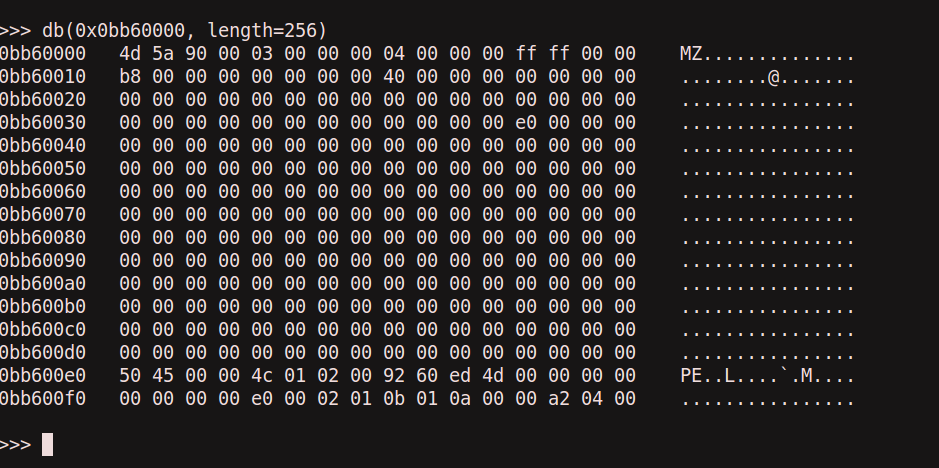 >>> db(0x0bb60000, length=256)
0bb60000   4d 5a 90 00 03 00 00 00 04 00 00 00 ff ff 00 00    MZ..............
0bb60010   b8 00 00 00 00 00 00 00 40 00 00 00 00 00 00 00    ........@.......
0bb60020   00 00 00 00 00 00 00 00 00 00 00 00 00 00 00 00    ................
0bb60030   00 00 00 00 00 00 00 00 00 00 00 00 e0 00 00 00    ................
0bb60040   00 00 00 00 00 00 00 00 00 00 00 00 00 00 00 00    ................
0bb60050   00 00 00 00 00 00 00 00 00 00 00 00 00 00 00 00    ................
0bb60060   00 00 00 00 00 00 00 00 00 00 00 00 00 00 00 00    ................
0bb60070   00 00 00 00 00 00 00 00 00 00 00 00 00 00 00 00    ................
0bb60080   00 00 00 00 00 00 00 00 00 00 00 00 00 00 00 00    ................
0bb60090   00 00 00 00 00 00 00 00 00 00 00 00 00 00 00 00    ................
0bb600a0   00 00 00 00 00 00 00 00 00 00 00 00 00 00 00 00    ................
0bb600b0   00 00 00 00 00 00 00 00 00 00 00 00 00 00 00 00    ................
0bb600c0   00 00 00 00 00 00 00 00 00 00 00 00 00 00 00 00    ................
0bb600d0   00 00 00 00 00 00 00 00 00 00 00 00 00 00 00 00    ................
0bb600e0   50 45 00 00 4c 01 02 00 92 60 ed 4d 00 00 00 00    PE..L....`.M....
0bb600f0   00 00 00 00 e0 00 02 01 0b 01 0a 00 00 a2 04 00    ................
>>>